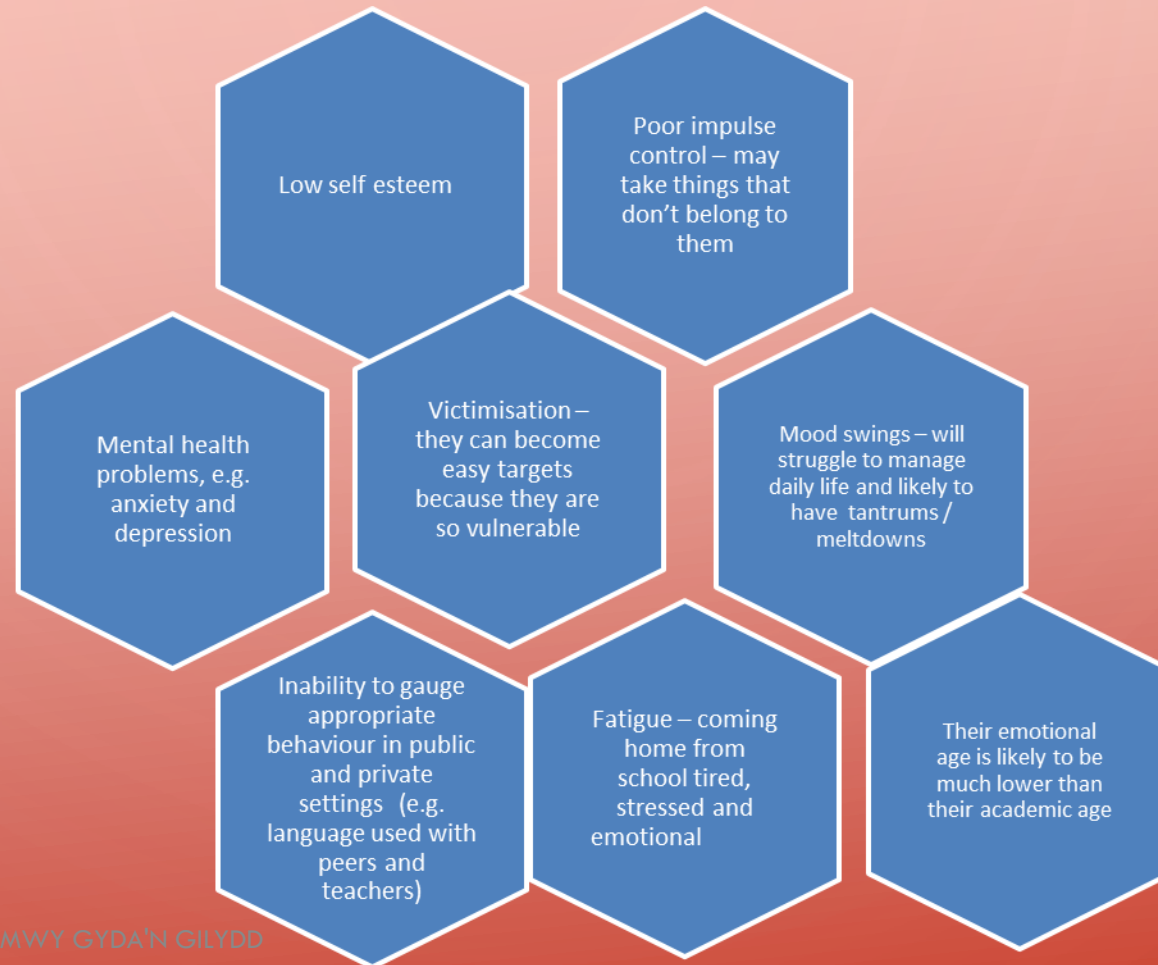 Low self esteem
Poor impulse
control – may
take things that
don't belong to
them
Mental health
problems, e.g.
anxiety and
depression
Victimisation –
they can become
easy targets
because they are
so vulnerable
Mood swings – will
struggle to manage
daily life and likely to
have tantrums /
meltdowns
Inability to gauge
appropriate
behaviour in public
and private
settings (e.g.
language used with
peers and
teachers)
Fatigue – coming
home from
school tired,
stressed and
emotional
Their emotional
age is likely to be
much lower than
their academic age
MWY GYDA'N GILYDD